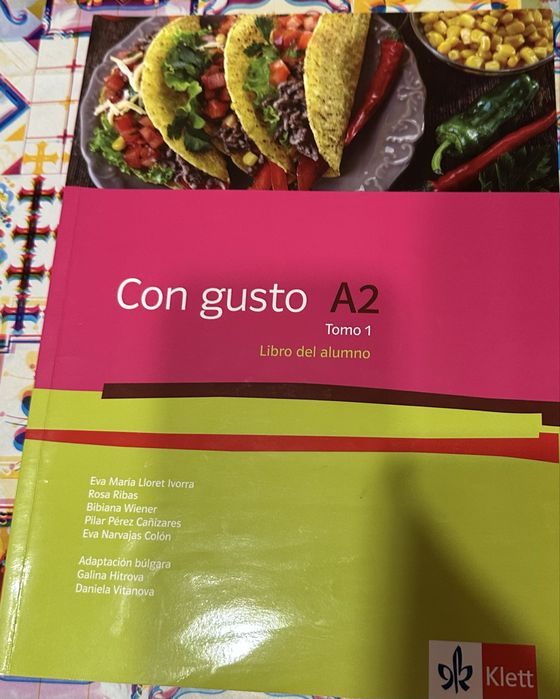 Con gusto A2
Tomo 1
Libro del alumno
Eva María Lloret Ivorra
Rosa Ribas
Bibiana Wiener
Pilar Pérez Cañizares
Eva Narvajas Colón
Adaptación búlgara
Galina Hitrova
Daniela Vitanova
Klett